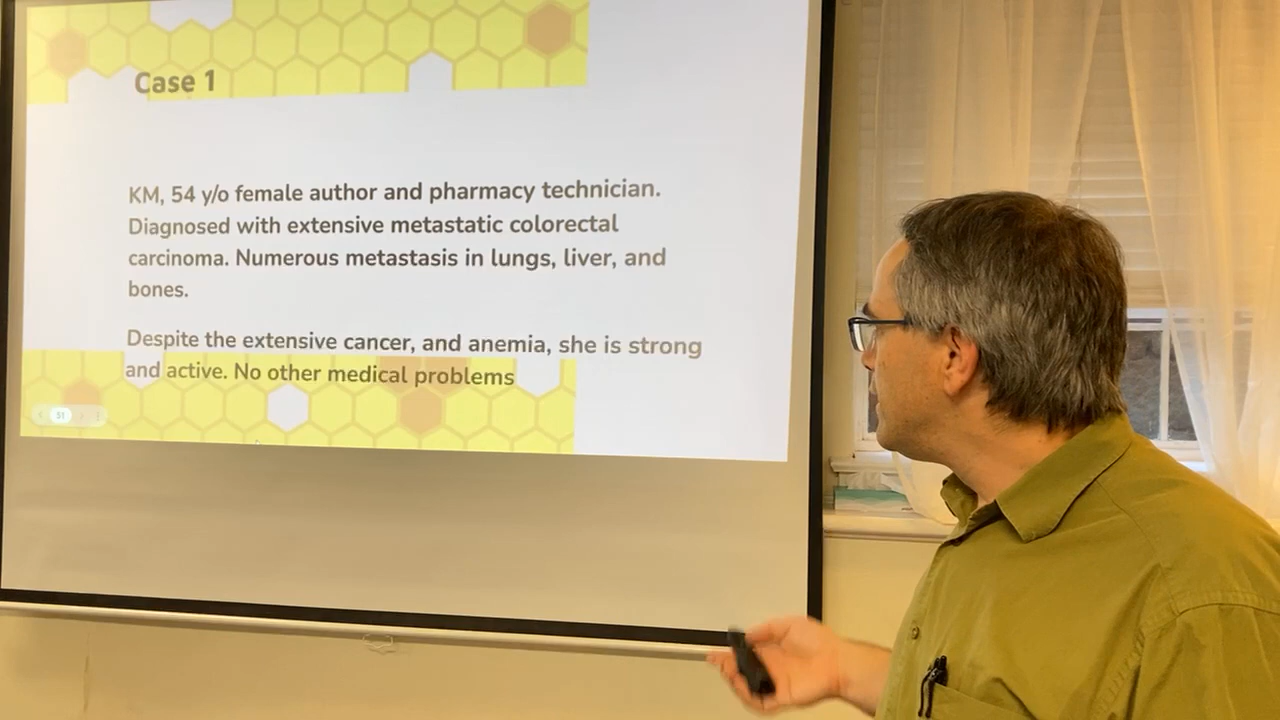 Case 1
KM, 54 y/o female author and pharmacy technician.
Diagnosed with extensive metastatic colorectal
carcinoma. Numerous metastasis in lungs, liver, and
bones.
Despite the extensive cancer, and anemia, she is strong
and active. No other medical problems
51